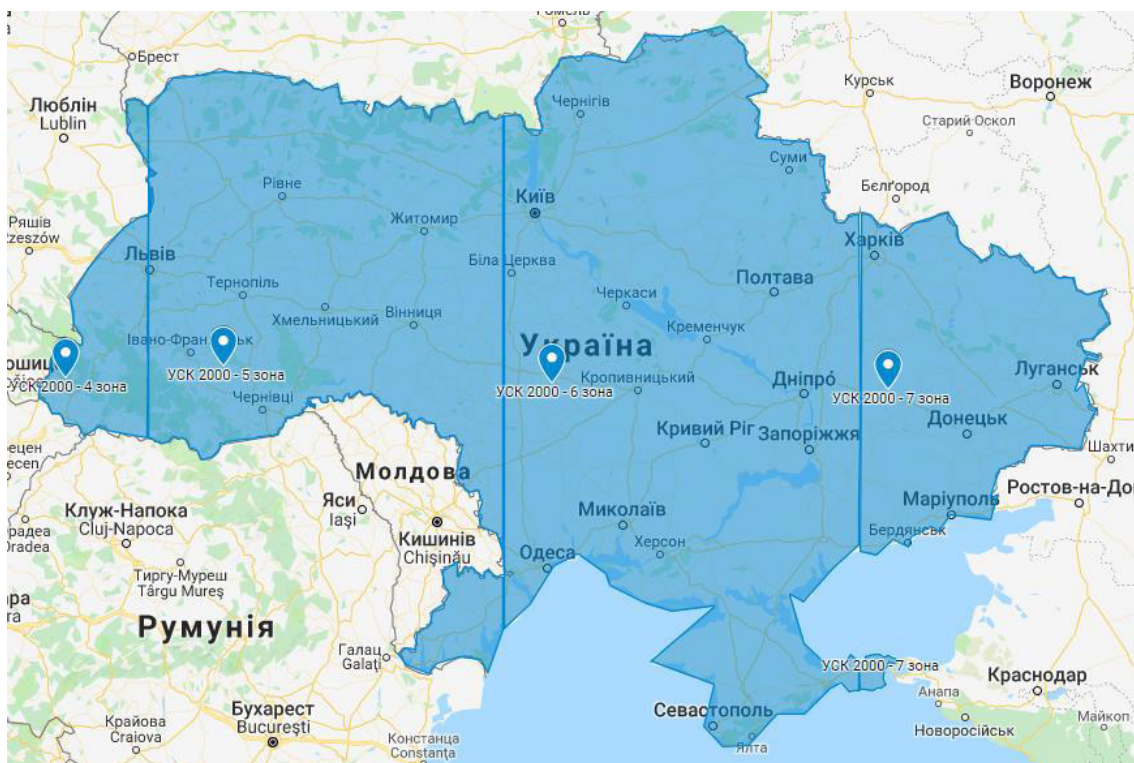 Гомель
Брест
Люблін
Lublin
Чернігів
Курськ
Воронеж
Старий Оскол
Суми
Бєлґород
Рівне
Київ
Житомир
Ряшів
Rzeszów
Львів
Біла Церква
Харків
Тернопіль
Полтава
Хмельницький
Вінниця
Черкаси
Кременчук
Івано-Франківськ
Україна
УСК 2000 - 4 зона
УСК 2000 - 5 зона
УСК 2000 - 6 зона
УСК 2000 - 7 зона
Кропивницький
Дніпро́
Луганськ
Чернівці
Донецьк
Кривий Ріг
Запоріжжя
Шахти
Молдова
Клуж-Напока
Cluj-Napoca
Яси
Iași
Миколаїв
Маріуполь
Ростов-на-До
Бердянськ
Кишинів
Chișinău
Херсон
Одеса
Тиргу-Муреш
Târgu Mureș
Румунія
Галац
Galați
УСК 2000 - 7 зона
Краснодар
Анапа
Майкоп
Новоросійськ
Севастополь
Ялта
Бухарест
București
Крайова
Craiova
Констанца
Constanța